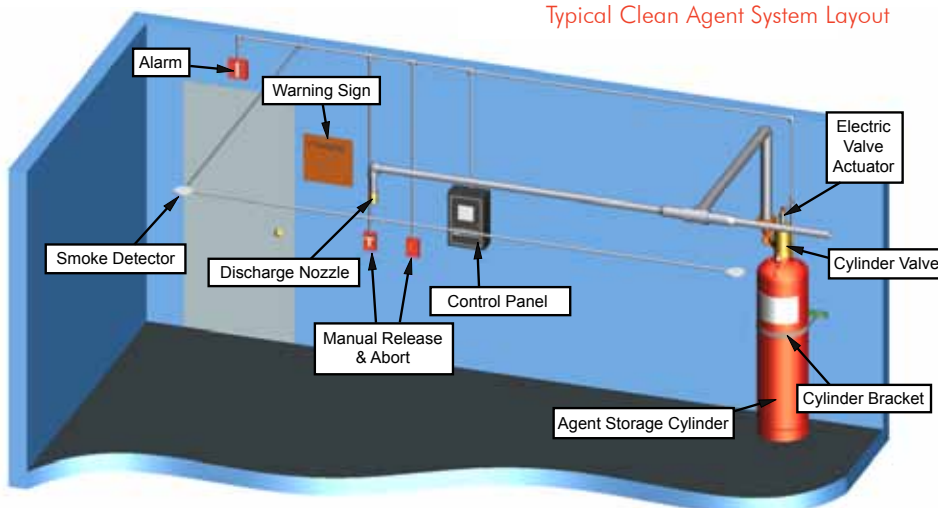 Typical Clean Agent System Layout
Alarm
Warning Sign
Electric
Valve
Actuator
Smoke Detector
Discharge Nozzle
Control Panel
Cylinder Valve
Manual Release
& Abort
Cylinder Bracket
Agent Storage Cylinder